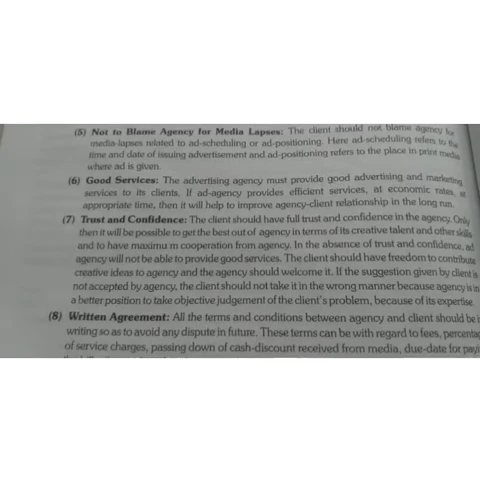 (5) Not to Blame Agency for Media Lapses: The client should not blame agency for
media-lapses related to ad-scheduling or ad-positioning. Here ad-scheduling refers to the
time and date of issuing advertisement and ad-positioning refers to the place in print media
where ad is given.
(6) Good Services: The advertising agency must provide good advertising and marketing
services to its clients. If ad-agency provides efficient services, at economic rates, at
appropriate time, then it will help to improve agency-client relationship in the long run.
(7) Trust and Confidence: The client should have full trust and confidence in the agency. Only
then it will be possible to get the best out of agency in terms of its creative talent and other skills
and to have maximu m cooperation from agency. In the absence of trust and confidence, ad
agency will not be able to provide good services. The client should have freedom to contribute
creative ideas to agency and the agency should welcome it. If the suggestion given by client is
not accepted by agency, the client should not take it in the wrong manner because agency is in
a better position to take objective judgement of the client's problem, because of its expertise.
(8) Written Agreement: All the terms and conditions between agency and client should be i
writing so as to avoid any dispute in future. These terms can be with regard to fees, percenta
of service charges, passing down of cash-discount received from media, due-date for payi